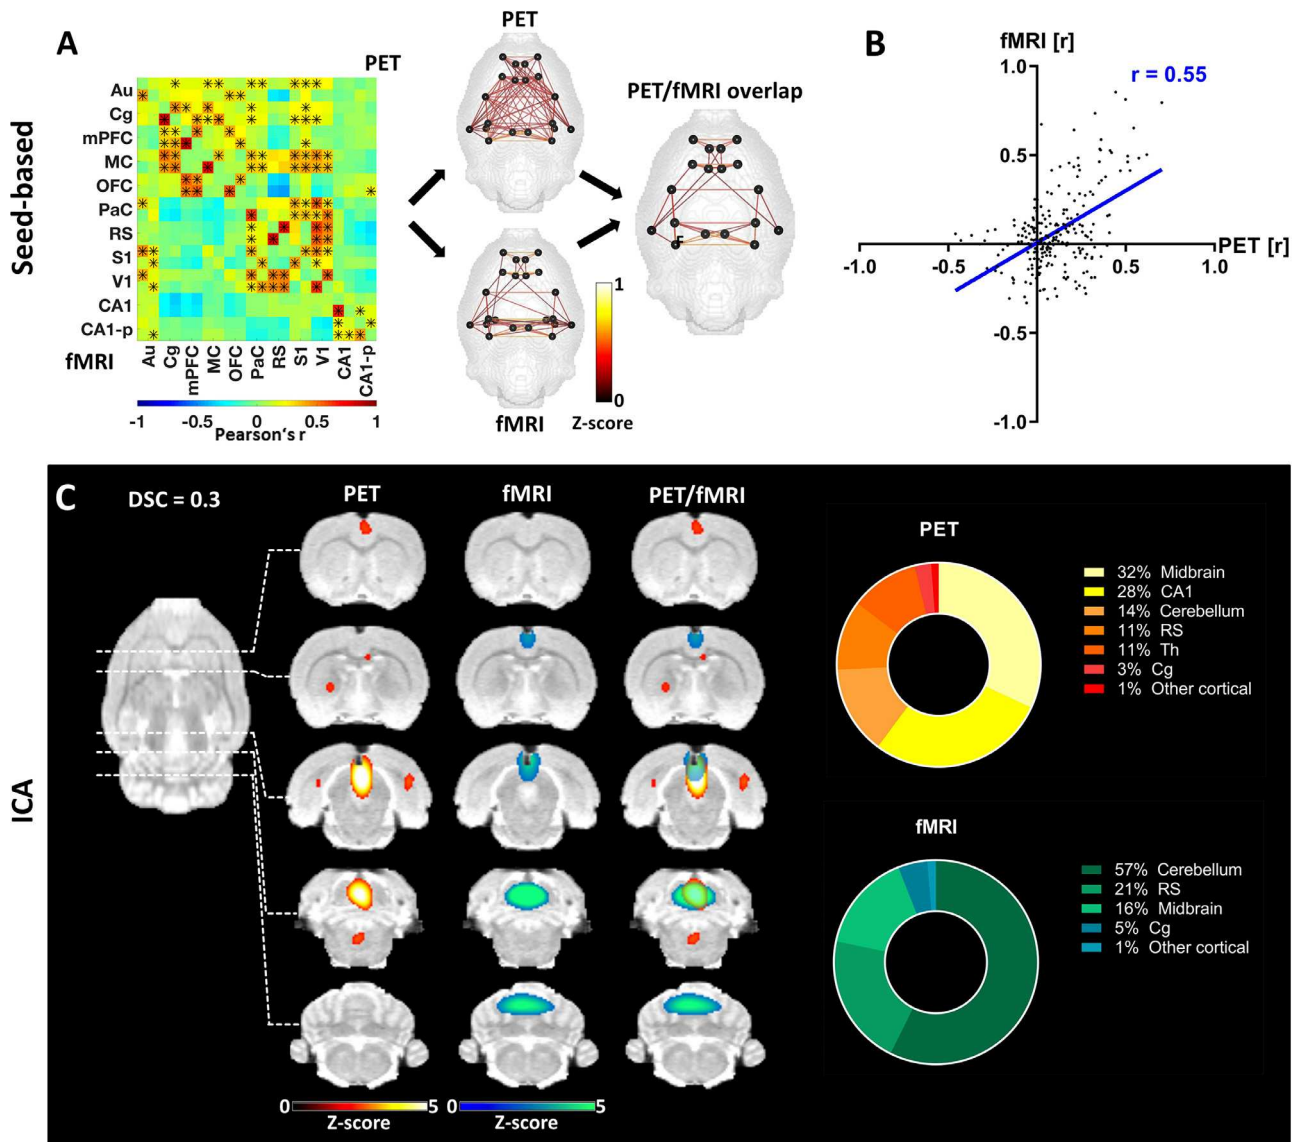 Seed-based
A
PET
Au
Cg
mPFC
MC
OFC
PaC
RS
S1
V1
CA1
CA1-p
fMRI
Au
Cg
mPFC
MC
OFC
PaC
RS
S1
V1
CA1
CA1-p
-1 -0.5 0 0.5 1
Pearson‘s r
PET
fMRI
1
0
Z-score
PET/fMRI overlap
B
fMRI [r]
r = 0.55
PET [r]
1.0
0.5
-0.5
-1.0
-1.0 -0.5 0.5 1.0
ICA
C
DSC = 0.3
PET
fMRI
PET/fMRI
0 5
Z-score
0 5
Z-score
PET
32% Midbrain
28% CA1
14% Cerebellum
11% RS
11% Th
3% Cg
1% Other cortical
fMRI
57% Cerebellum
21% RS
16% Midbrain
5% Cg
1% Other cortical